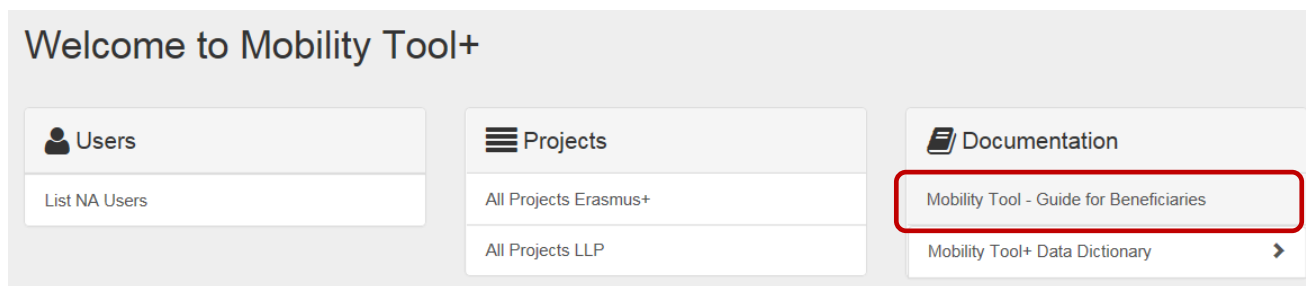 Welcome to Mobility Tool+
Users
List NA Users
Projects
All Projects Erasmus+
All Projects LLP
Documentation
Mobility Tool - Guide for Beneficiaries
Mobility Tool+ Data Dictionary